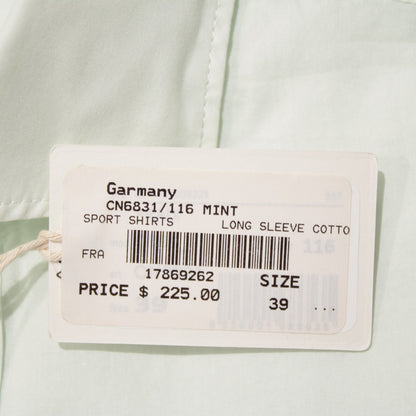 Garmany
CN6831/116 MINT
SPORT SHIRTS LONG SLEEVE COTTO
FRA
17869262
SIZE
PRICE $ 225.00
39 ...